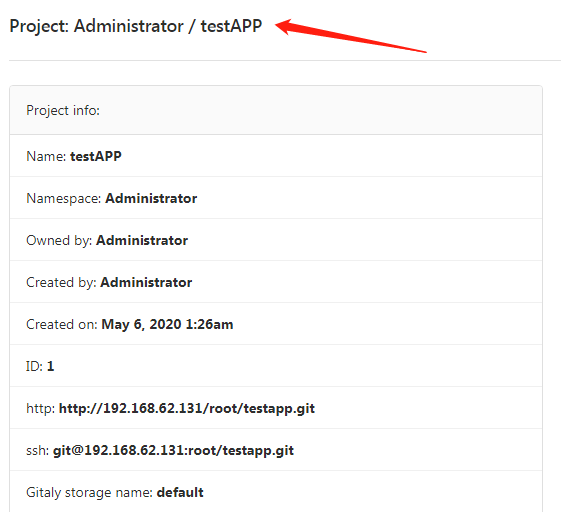 Project: Administrator / testAPP
Project info:
Name: testAPP
Namespace: Administrator
Owned by: Administrator
Created by: Administrator
Created on: May 6, 2020 1:26am
ID: 1
http: http://192.168.62.131/root/testapp.git
ssh: git@192.168.62.131:root/testapp.git
Gitaly storage name: default